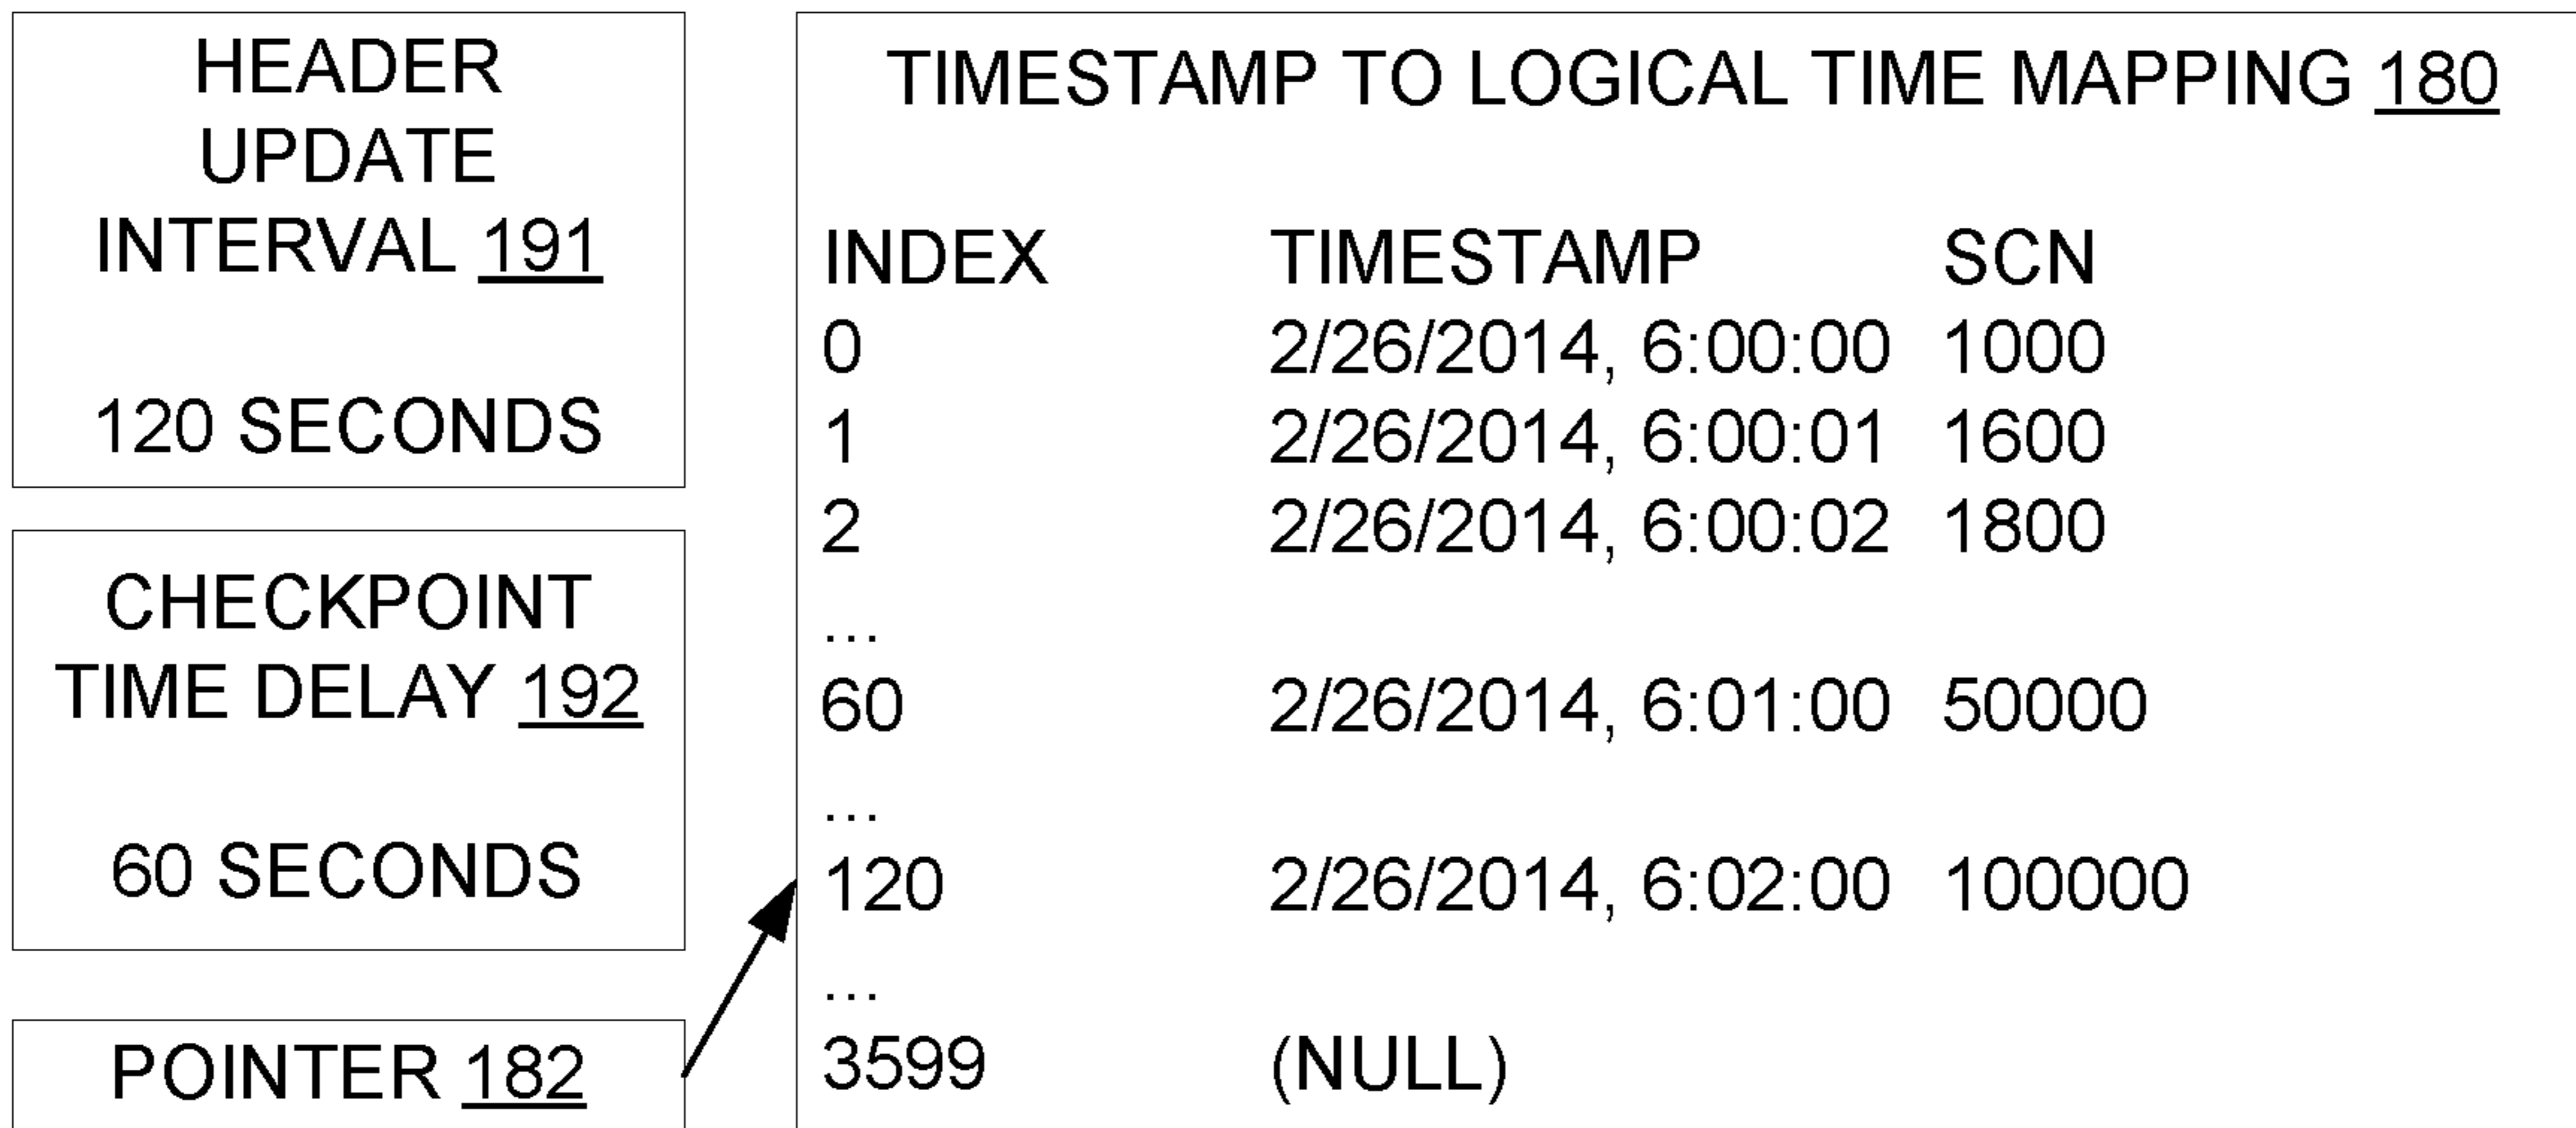 HEADER
UPDATE
INTERVAL 191
120 SECONDS
CHECKPOINT
TIME DELAY 192
60 SECONDS
POINTER 182
TIMESTAMP TO LOGICAL TIME MAPPING 180
INDEX TIMESTAMP SCN
0 2/26/2014, 6:00:00 1000
1 2/26/2014, 6:00:01 1600
2 2/26/2014, 6:00:02 1800
...
60 2/26/2014, 6:01:00 50000
...
120 2/26/2014, 6:02:00 100000
...
3599 (NULL)